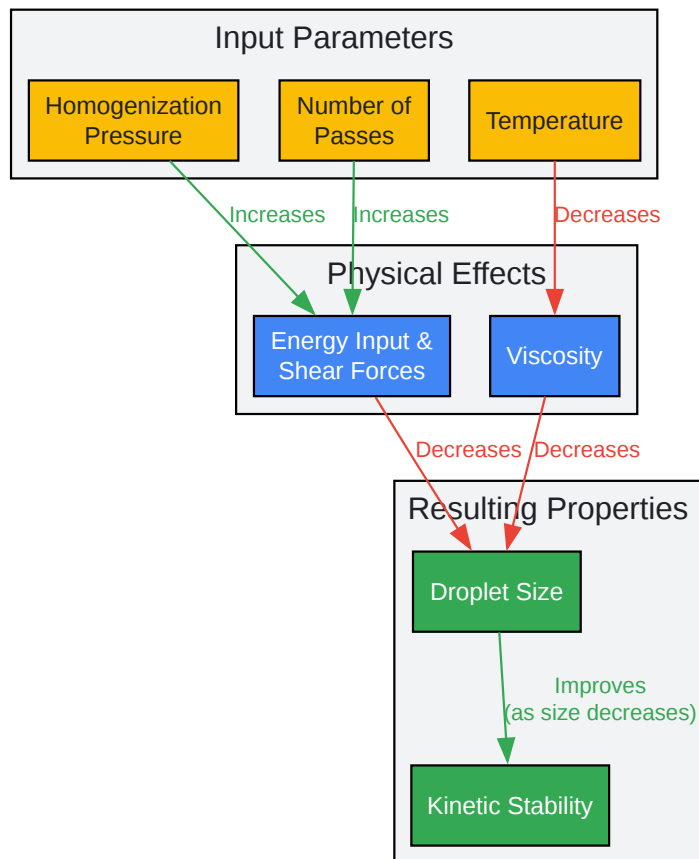 Input Parameters
Homogenization
Pressure
Number of
Passes
Temperature
Increases
Increases
Decreases
Physical Effects
Energy Input &
Shear Forces
Viscosity
Decreases
Decreases
Resulting Properties
Droplet Size
Improves
(as size decreases)
Kinetic Stability